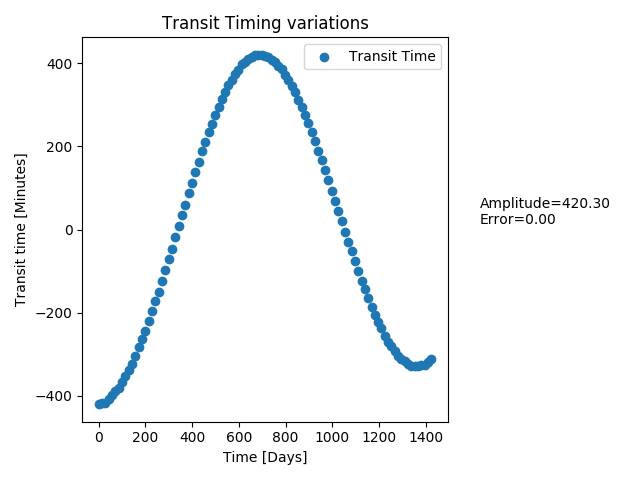 Transit Timing variations
Transit Time
Transit time [Minutes]
400
200
0
−200
−400
0 200 400 600 800 1000 1200 1400
Time [Days]
Amplitude=420.30
Error=0.00